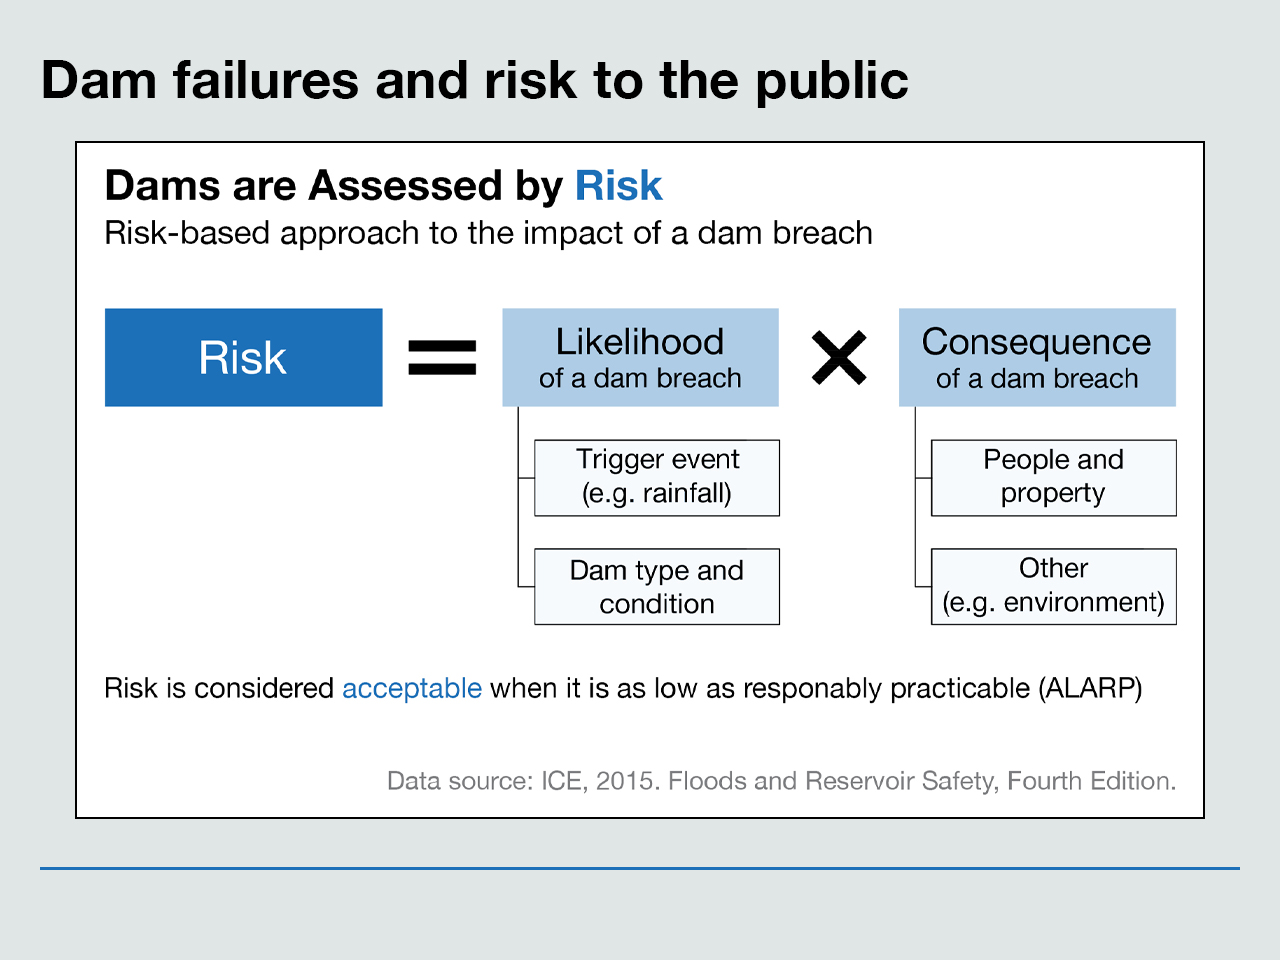 Dam failures and risk to the public
Dams are Assessed by Risk
Risk-based approach to the impact of a dam breach
Risk
=
Likelihood
of a dam breach
×
Consequence
of a dam breach
Trigger event
(e.g. rainfall)
People and
property
Dam type and
condition
Other
(e.g. environment)
Risk is considered acceptable when it is as low as responably practicable (ALARP)
Data source: ICE, 2015. Floods and Reservoir Safety, Fourth Edition.